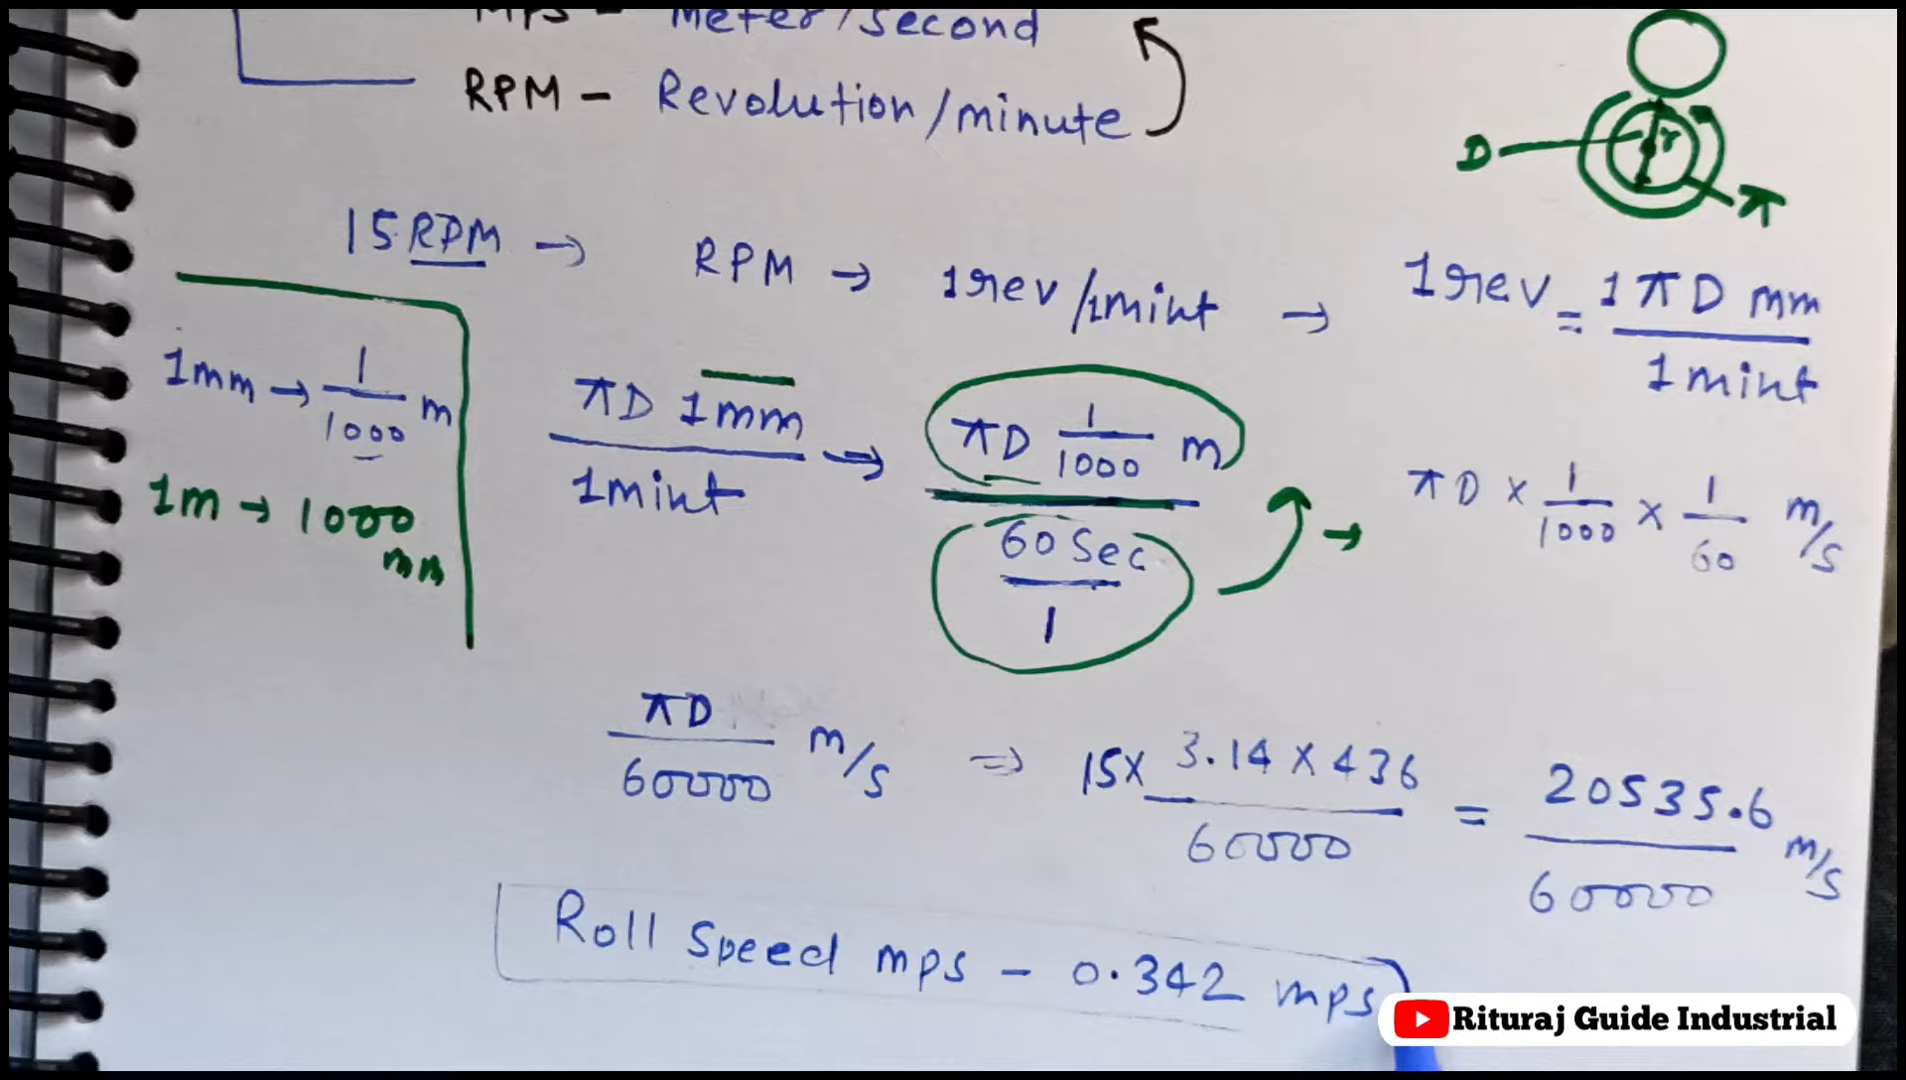 MPS - Meter/second
RPM - Revolution/minute
D
r
π
15 RPM → RPM → 1rev/1mint → 1rev = 1πD mm / 1mint
1mm → 1/1000 m
1m → 1000 mm
πD 1mm / 1mint → πD 1/1000 m / 60 Sec / 1 → πD × 1/1000 × 1/60 m/s
πD / 60000 m/s ⇒ 15 × 3.14 × 436 / 60000 = 20535.6 / 60000 m/s
Roll Speed mps - 0.342 mps
Rituraj Guide Industrial